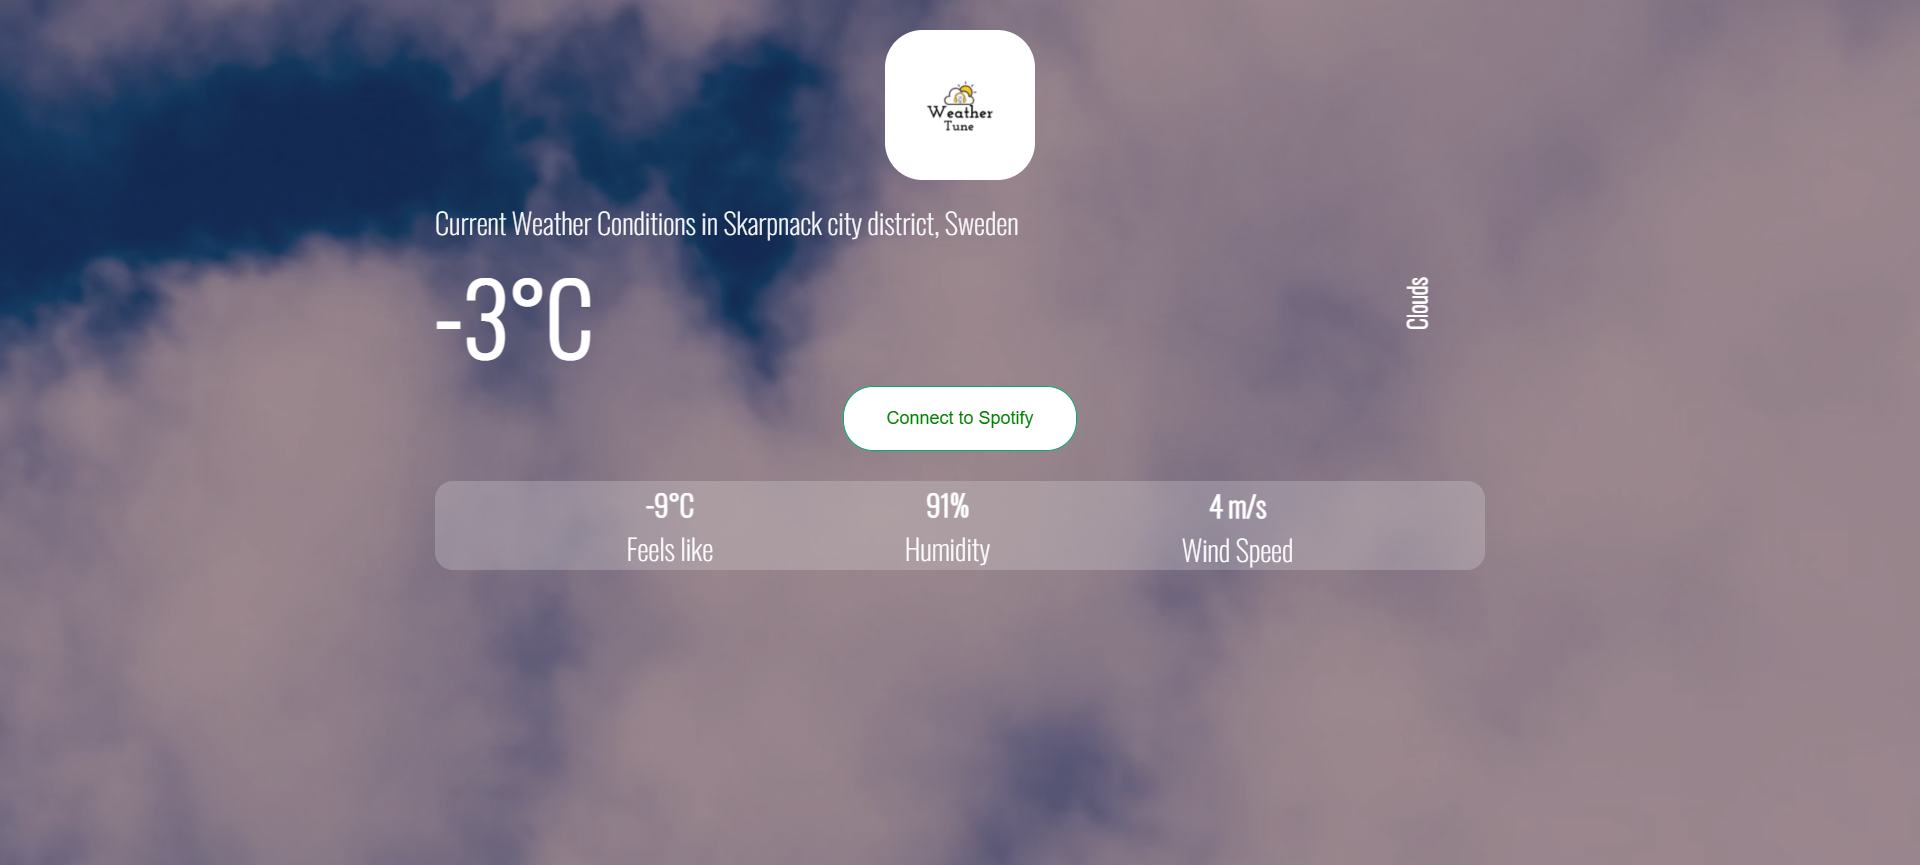 Weather
Tune
Current Weather Conditions in Skarpnack city district, Sweden
-3°C
Clouds
Connect to Spotify
-9°C
Feels like
91%
Humidity
4 m/s
Wind Speed